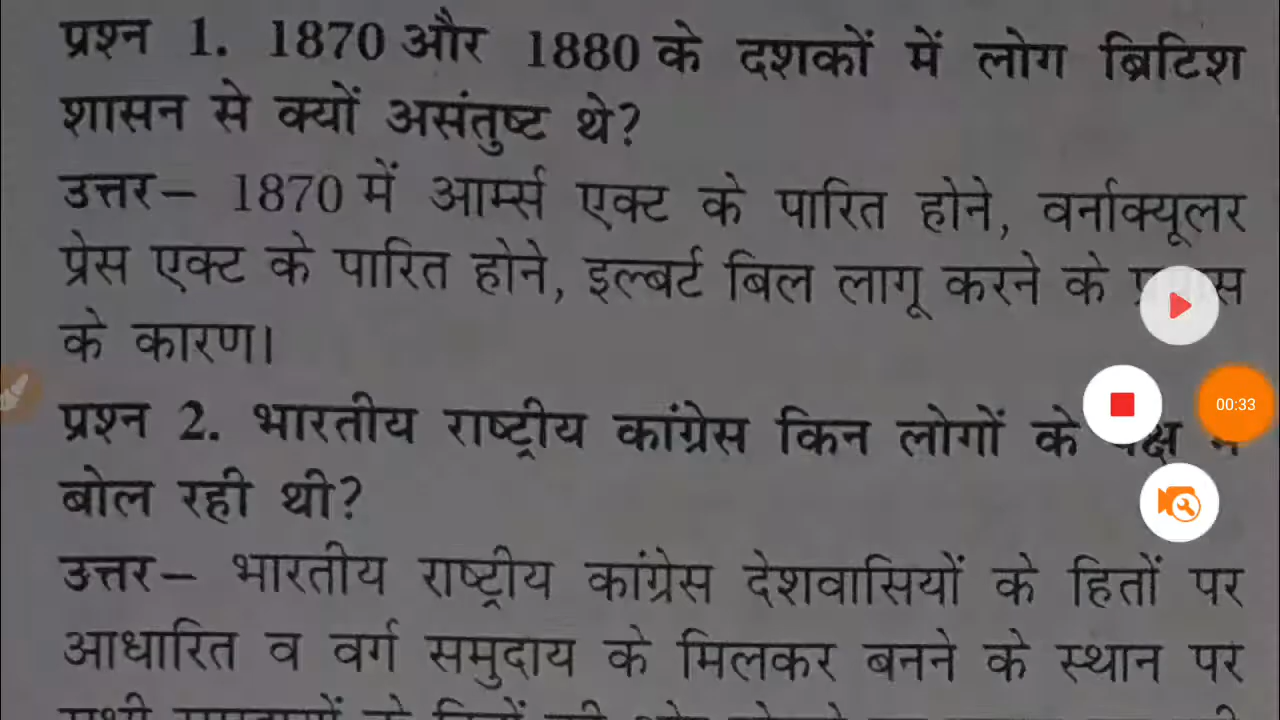 प्रश्न 1. 1870 और 1880 के दशकों में लोग ब्रिटिश
शासन से क्यों असंतुष्ट थे?
उत्तर– 1870 में आर्म्स एक्ट के पारित होने, वर्नाक्यूलर
प्रेस एक्ट के पारित होने, इल्बर्ट बिल लागू करने के
के कारण।
प्रश्न 2. भारतीय राष्ट्रीय कांग्रेस किन लोगों के
00:33
बोल रही थी?
उत्तर– भारतीय राष्ट्रीय कांग्रेस देशवासियों के हितों पर
आधारित व वर्ग समुदाय के मिलकर बनने के स्थान पर